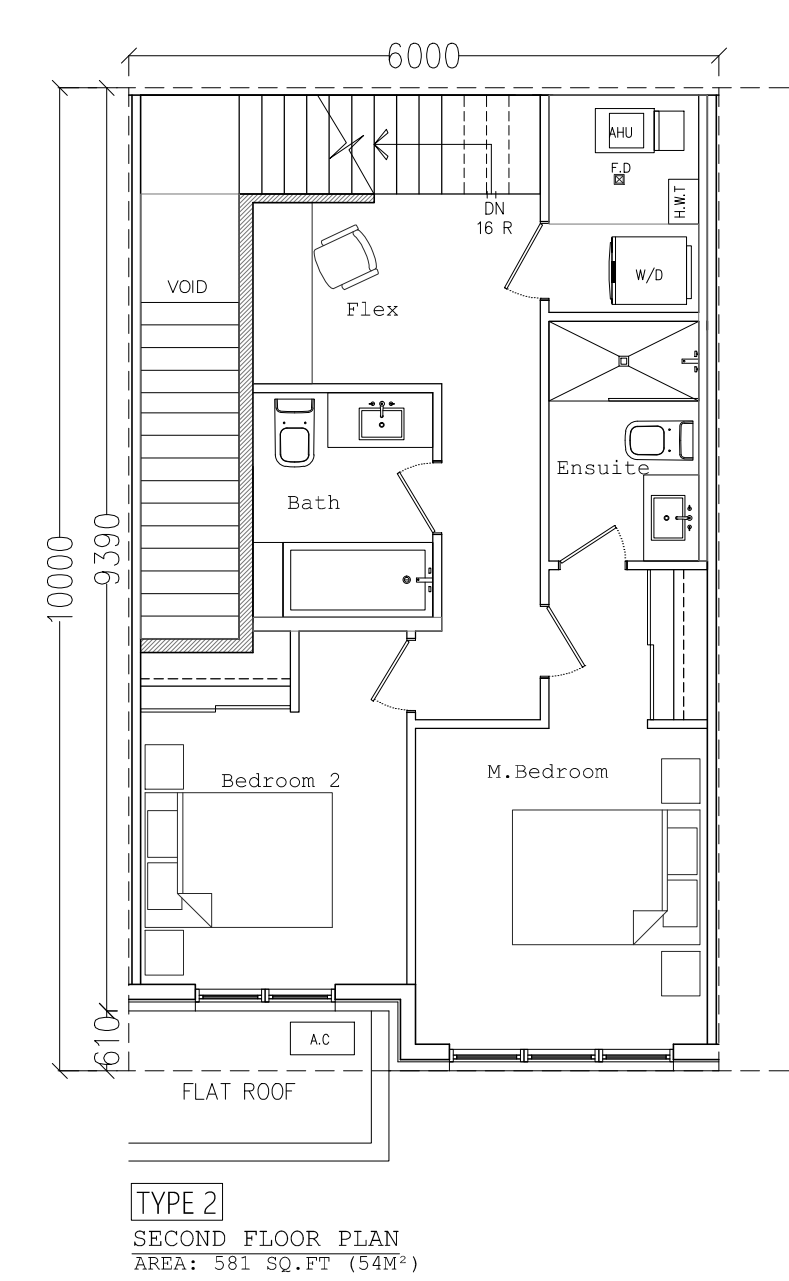 6000
AHU
F.D
H.W.T
DN
16 R
W/D
VOID
Flex
Ensuite
Bath
10000
9390
M.Bedroom
Bedroom 2
610
A.C
FLAT ROOF
TYPE 2
SECOND FLOOR PLAN
AREA: 581 SQ.FT (54M²)